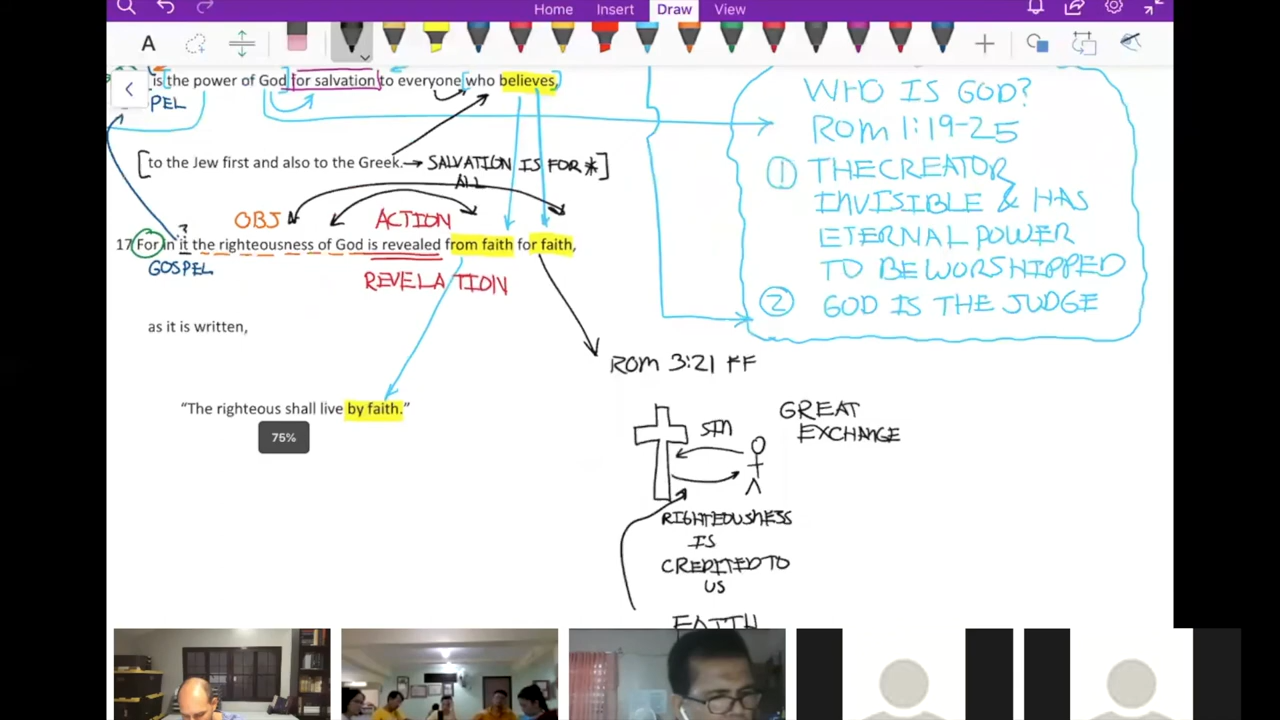 Home Insert Draw View
A
is the power of God for salvation to everyone who believes,
PEL
[to the Jew first and also to the Greek. → SALVATION IS FOR *]
ALL
OBJ ACTION
?
17 For in it the righteousness of God is revealed from faith for faith,
GOSPEL REVELATION
as it is written,
ROM 3:21 FF
"The righteous shall live by faith."
75%
WHO IS GOD?
ROM 1:19-25
① THE CREATOR
INVISIBLE & HAS
ETERNAL POWER
TO BE WORSHIPPED
② GOD IS THE JUDGE
GREAT
EXCHANGE
SIN
RIGHTEOUSNESS
IS
CREDITED TO
US
FAITH